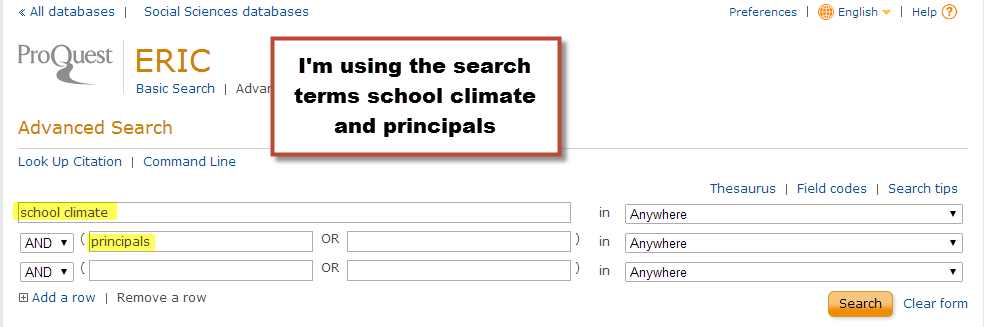 « All databases | Social Sciences databases Preferences | English | Help ?
ProQuest ERIC
Basic Search | Advan
I'm using the search
terms school climate
and principals
Advanced Search
Look Up Citation | Command Line
Thesaurus | Field codes | Search tips
school climate in Anywhere
AND ( principals OR ) in Anywhere
AND ( OR ) in Anywhere
Add a row | Remove a row Search Clear form